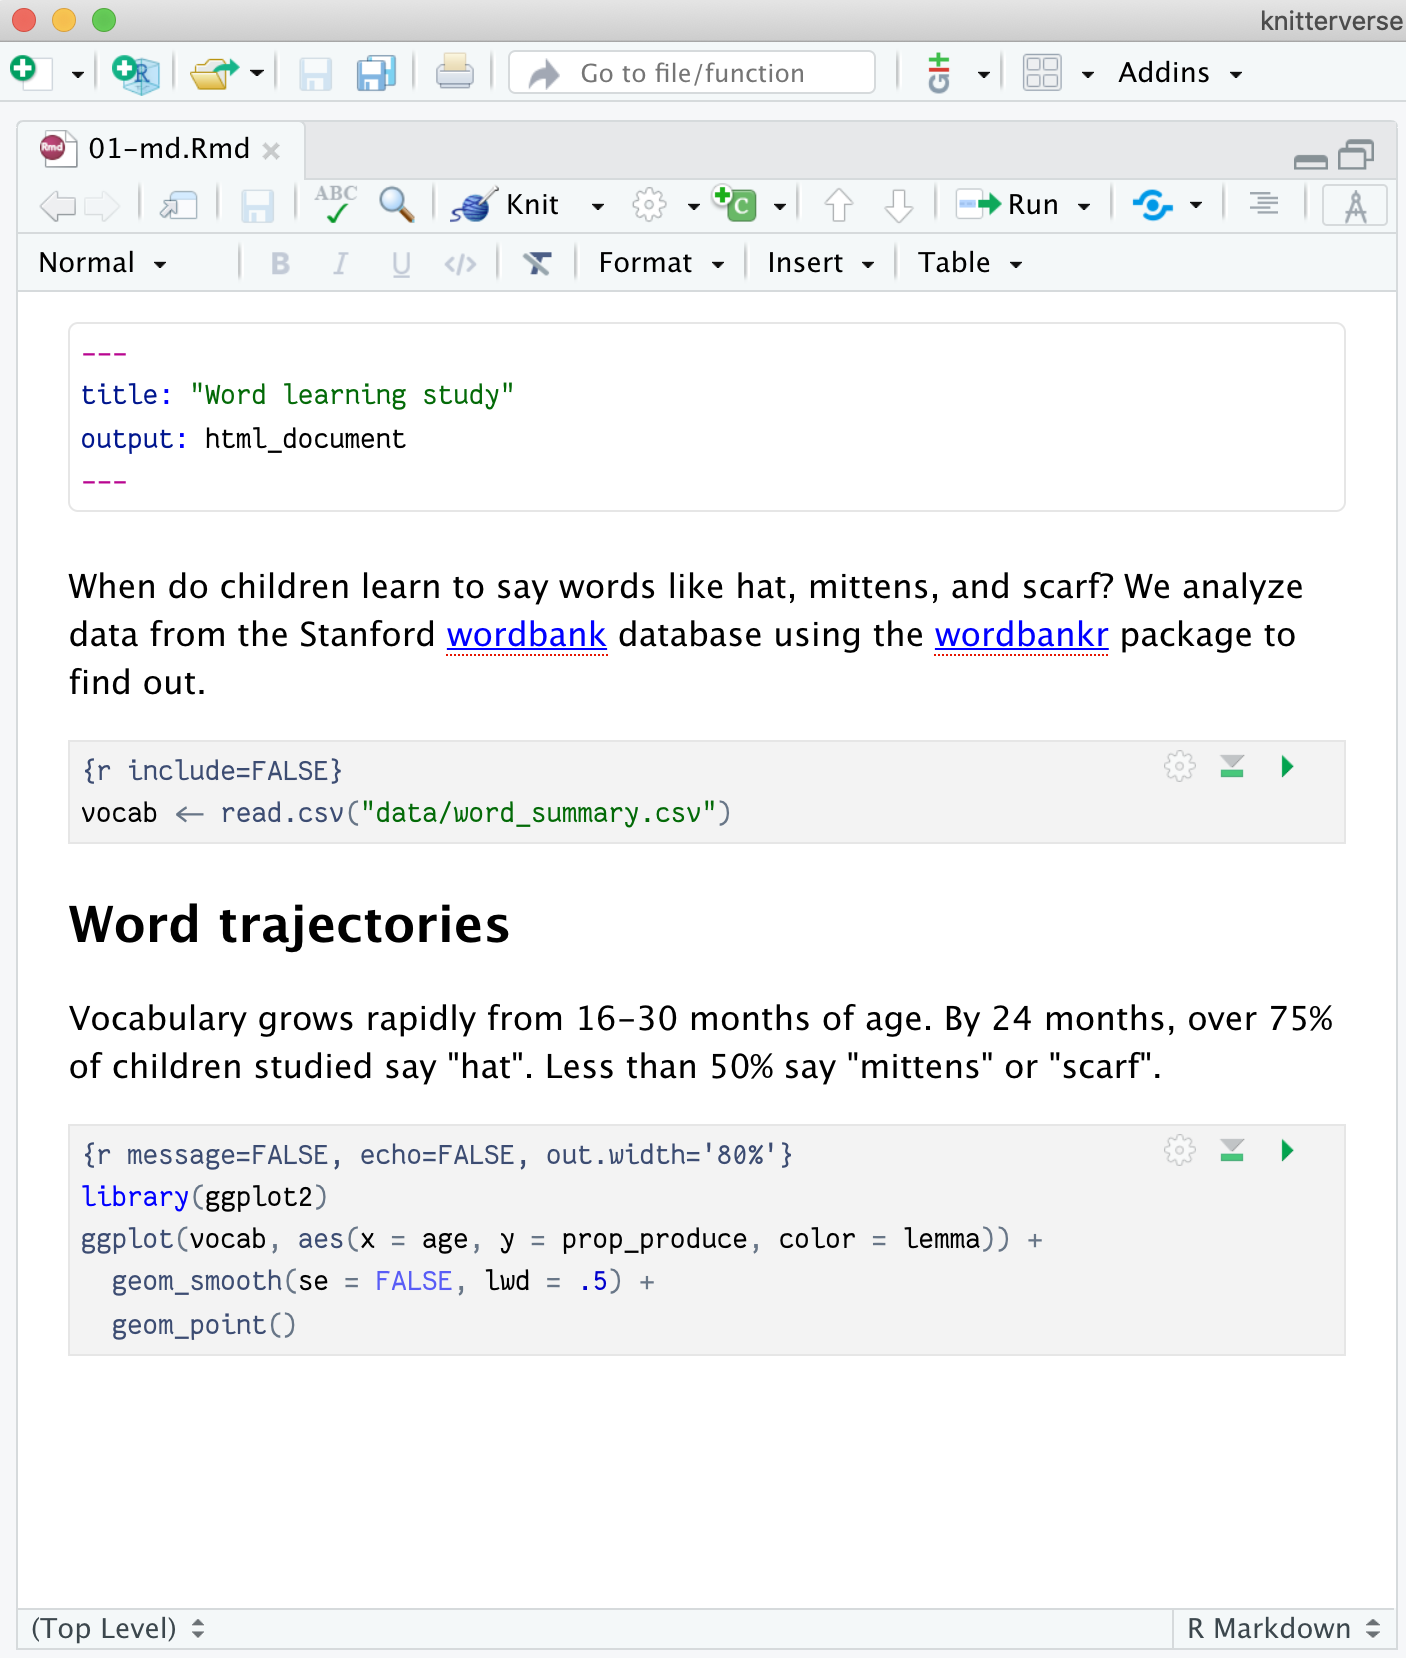 knitterverse
Go to file/function
Addins
Rmd
01-md.Rmd
ABC
Knit
C
Run
Normal
B I U </>
Format
Insert
Table
---
title: "Word learning study"
output: html_document
---
When do children learn to say words like hat, mittens, and scarf? We analyze
data from the Stanford wordbank database using the wordbankr package to
find out.
{r include=FALSE}
vocab <- read.csv("data/word_summary.csv")
Word trajectories
Vocabulary grows rapidly from 16-30 months of age. By 24 months, over 75%
of children studied say "hat". Less than 50% say "mittens" or "scarf".
{r message=FALSE, echo=FALSE, out.width='80%'}
library(ggplot2)
ggplot(vocab, aes(x = age, y = prop_produce, color = lemma)) +
  geom_smooth(se = FALSE, lwd = .5) +
  geom_point()
(Top Level)
R Markdown